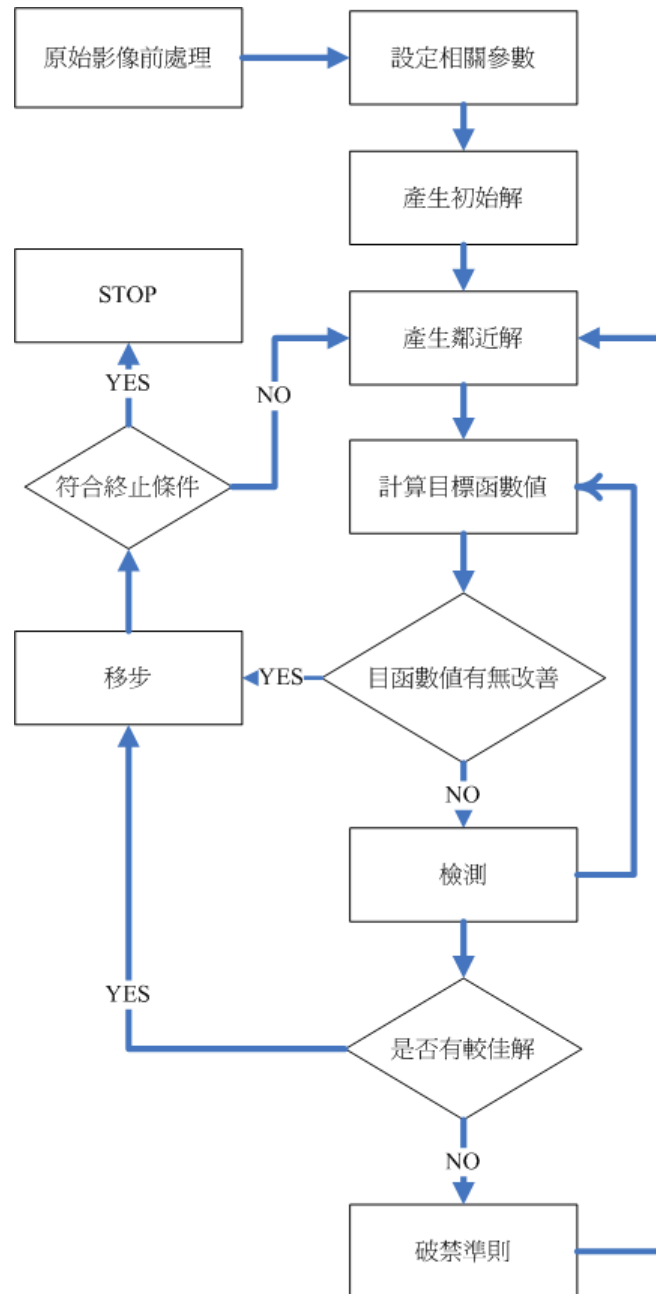 原始影像前處理
設定相關參數
產生初始解
STOP
產生鄰近解
YES
NO
符合終止條件
計算目標函數值
移步
YES
目函數值有無改善
NO
檢測
YES
是否有較佳解
NO
破禁準則